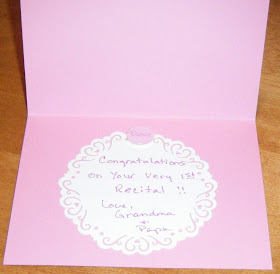 Congratulations
on Your Very 1st
Recital !!
Love,
Grandma
+
Papa